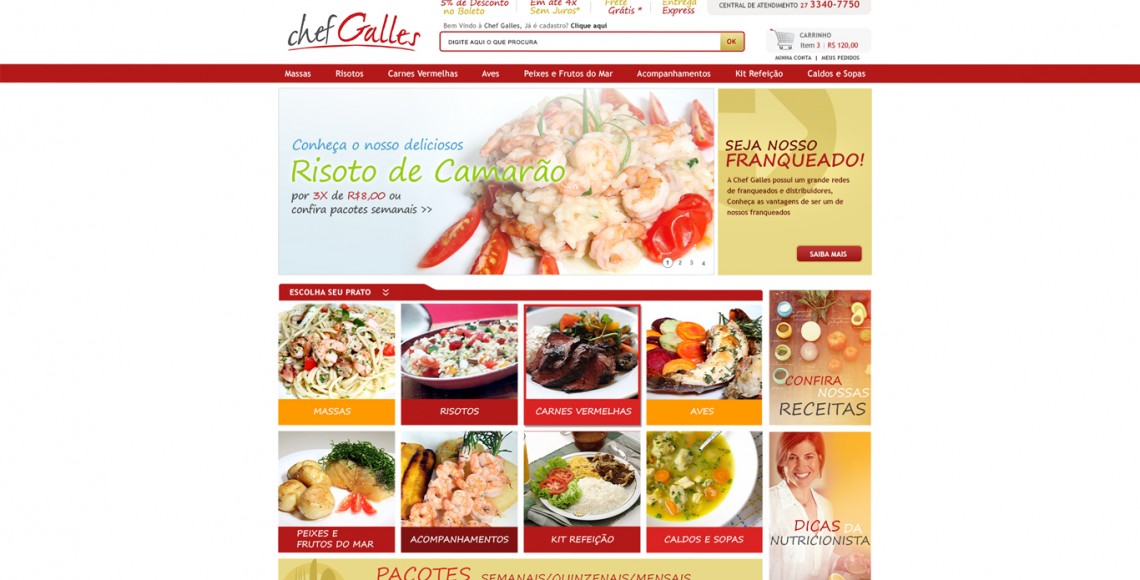 5% de Desconto
no Boleto
Em até 4x
Sem Juros*
Frete
Grátis *
Entrega
Express
CENTRAL DE ATENDIMENTO 27 3340-7750
chef Galles
Bem Vindo à Chef Galles, Já é cadastro? Clique aqui
DIGITE AQUI O QUE PROCURA
OK
CARRINHO
Item 3 | R$ 120,00
MINHA CONTA | MEUS PEDIDOS
Massas
Risotos
Carnes Vermelhas
Aves
Peixes e Frutos do Mar
Acompanhamentos
Kit Refeição
Caldos e Sopas
Conheça o nosso deliciosos
Risoto de Camarão
por 3X de R$8,00 ou
confira pacotes semanais >>
1 2 3 4
SEJA NOSSO
FRANQUEADO!
A Chef Galles possui um grande redes
de franqueados e distribuidores,
Conheça as vantagens de ser um de
nossos franqueados
SAIBA MAIS
ESCOLHA SEU PRATO
MASSAS
RISOTOS
CARNES VERMELHAS
AVES
CONFIRA
NOSSAS
RECEITAS
PEIXES E
FRUTOS DO MAR
ACOMPANHAMENTOS
KIT REFEIÇÃO
CALDOS E SOPAS
DICAS DA
NUTRICIONISTA
PACOTES SEMANAIS/QUINZENAIS/MENSAIS